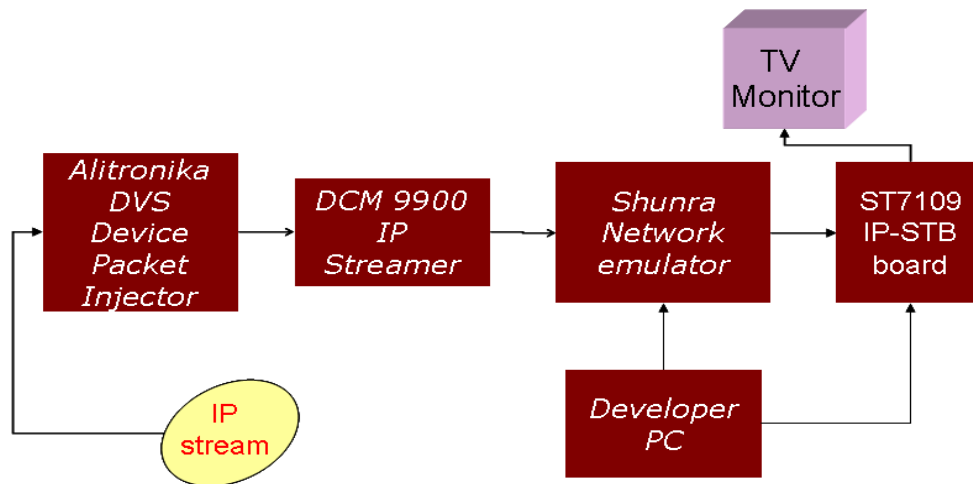 TV
Monitor
Alitronika
DVS
Device
Packet
Injector
DCM 9900
IP
Streamer
Shunra
Network
emulator
ST7109
IP-STB
board
IP
stream
Developer
PC